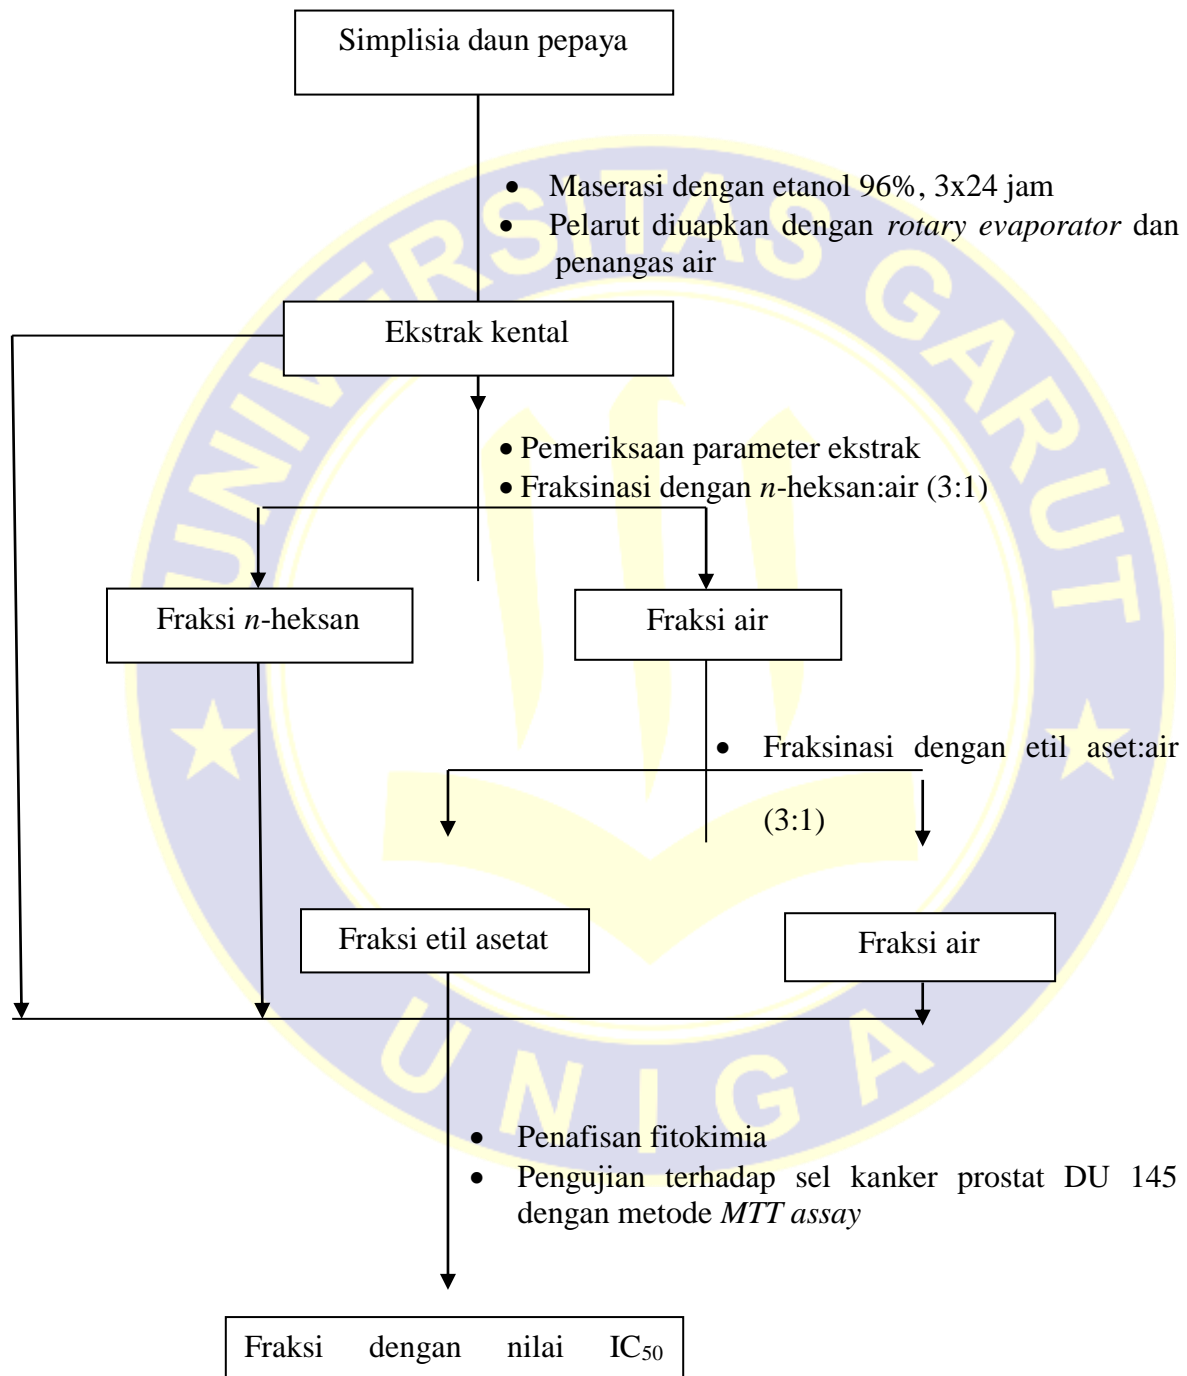 Simplisia daun pepaya
• Maserasi dengan etanol 96%, 3x24 jam
• Pelarut diuapkan dengan rotary evaporator dan
penangas air
Ekstrak kental
• Pemeriksaan parameter ekstrak
• Fraksinasi dengan n-heksan:air (3:1)
Fraksi n-heksan
Fraksi air
• Fraksinasi dengan etil aset:air
(3:1)
Fraksi etil asetat
Fraksi air
• Penafisan fitokimia
• Pengujian terhadap sel kanker prostat DU 145
dengan metode MTT assay
Fraksi dengan nilai IC50
UNIVERSITAS GARUT
UNIGA